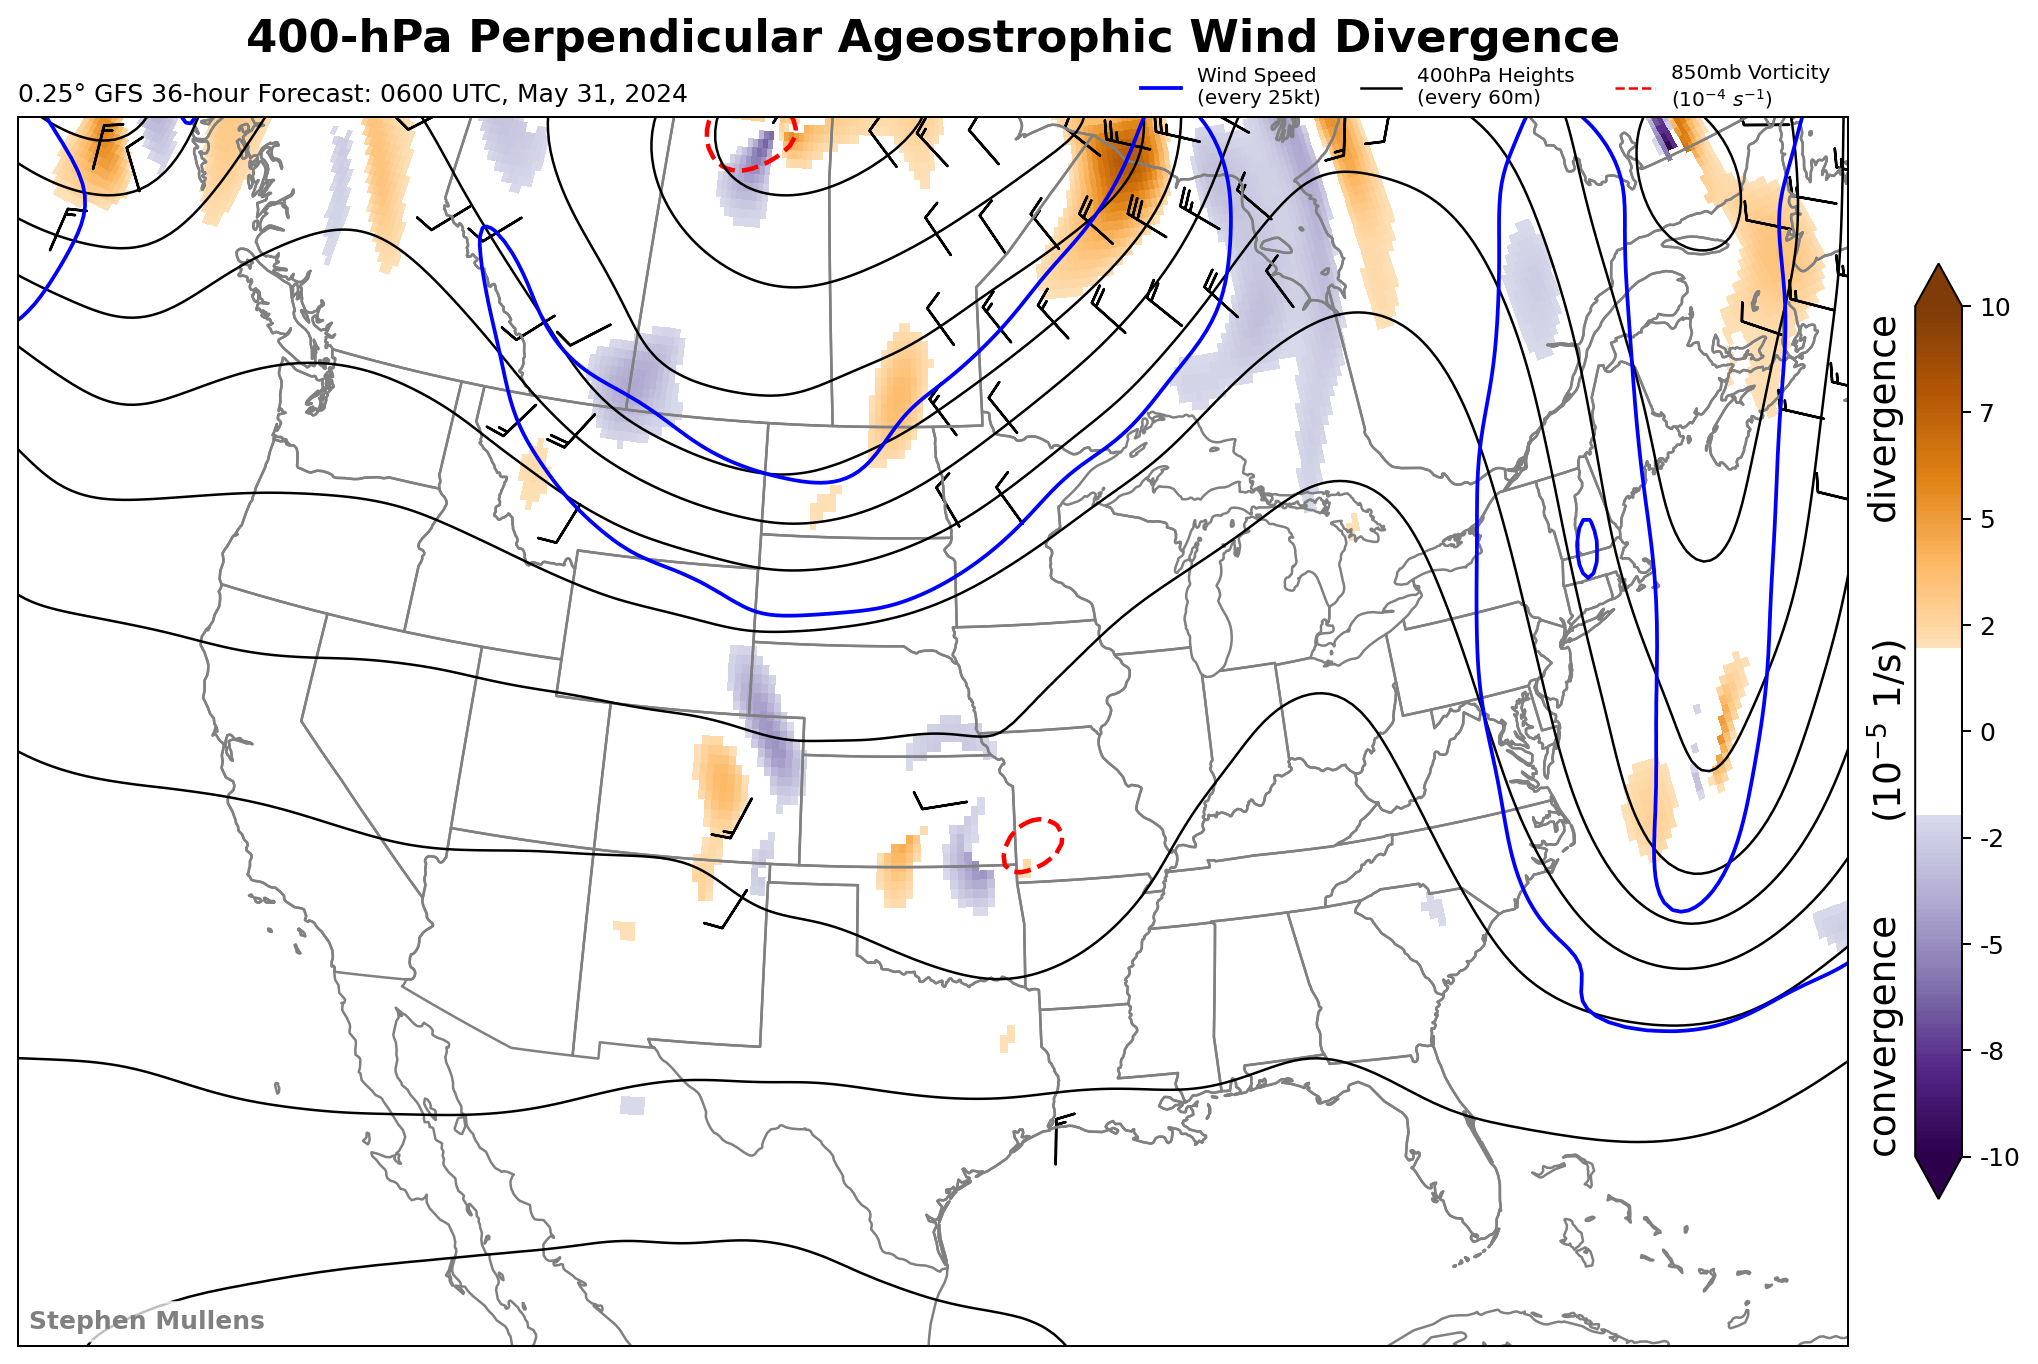 400-hPa Perpendicular Ageostrophic Wind Divergence
0.25° GFS 36-hour Forecast: 0600 UTC, May 31, 2024
Wind Speed
(every 25kt)
400hPa Heights
(every 60m)
850mb Vorticity
(10⁻⁴ s⁻¹)
10
7
5
2
0
-2
-5
-8
-10
convergence (10⁻⁵ 1/s) divergence
Stephen Mullens